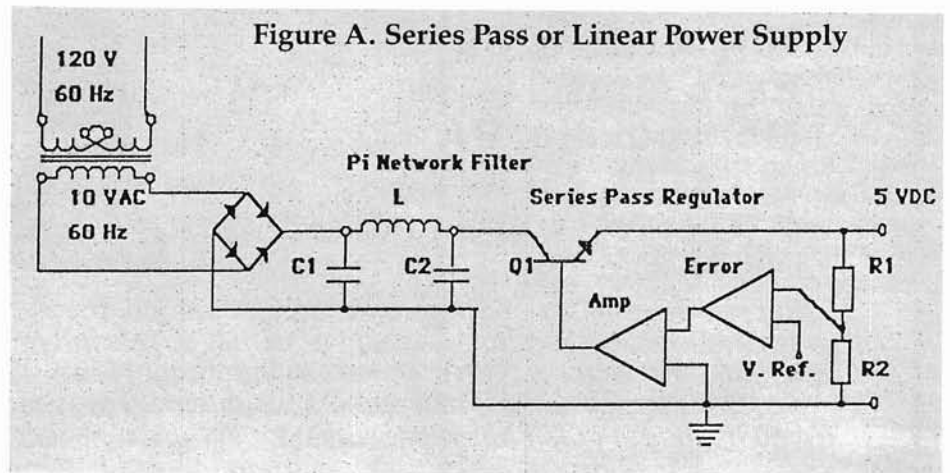 Figure A. Series Pass or Linear Power Supply
120 V
60 Hz
Pi Network Filter
10 VAC
L
Series Pass Regulator
5 VDC
60 Hz
C1
C2
Q1
Error
R1
Amp
V. Ref.
R2